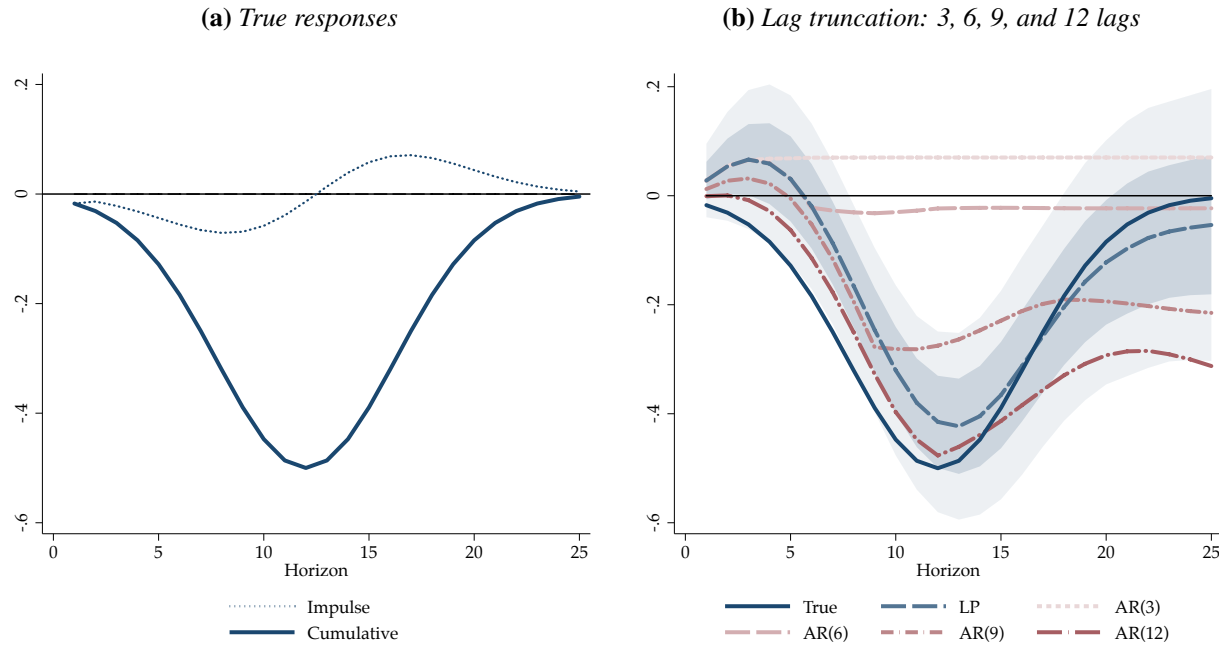 (a) True responses
.2
0
-.2
-.4
-.6
0 5 10 15 20 25
Horizon
Impulse
Cumulative
(b) Lag truncation: 3, 6, 9, and 12 lags
.2
0
-.2
-.4
-.6
0 5 10 15 20 25
Horizon
True LP AR(3)
AR(6) AR(9) AR(12)